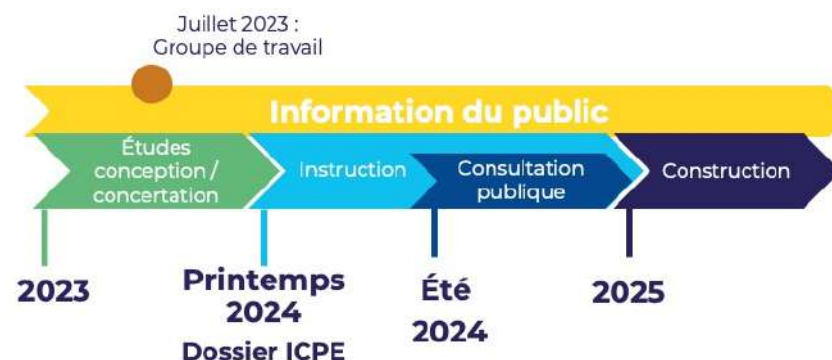 Juillet 2023 :
Groupe de travail
Information du public
Études
conception /
concertation
Instruction
Consultation
publique
Construction
2023
Printemps
2024
Dossier ICPE
Été
2024
2025